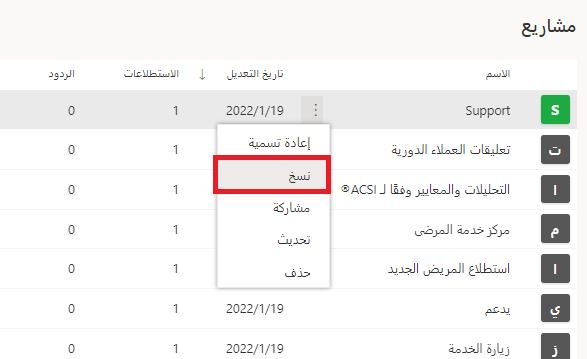 مشاريع
الاسم تاريخ التعديل ↓ الاستطلاعات الردود
S Support ⋮ 2022/1/19 1 0
إعادة تسمية
ت تعليقات العملاء الدورية 1 0
نسخ
ا التحليلات والمعايير وفقًا لـ ACSI® 1 0
مشاركة
م مركز خدمة المرضى 1 0
تحديث
ا استطلاع المريض الجديد 1 0
حذف
ي يدعم 2022/1/19 1 0
ز زيارة الخدمة 2022/1/19 1 0